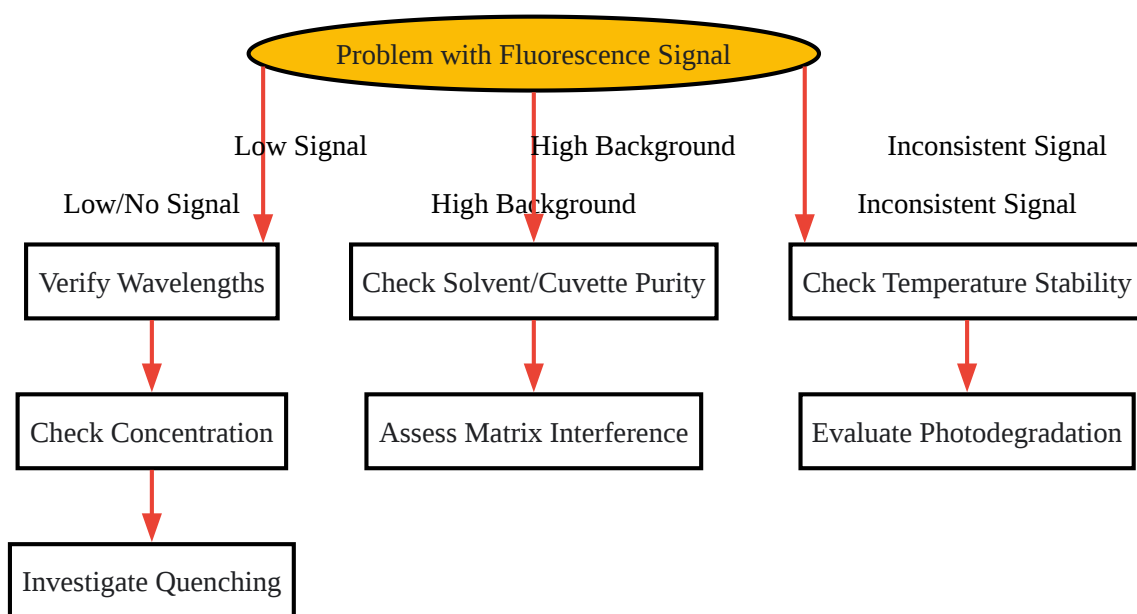 Problem with Fluorescence Signal
Low Signal
High Background
Inconsistent Signal
Low/No Signal
High Background
Inconsistent Signal
Verify Wavelengths
Check Solvent/Cuvette Purity
Check Temperature Stability
Check Concentration
Assess Matrix Interference
Evaluate Photodegradation
Investigate Quenching